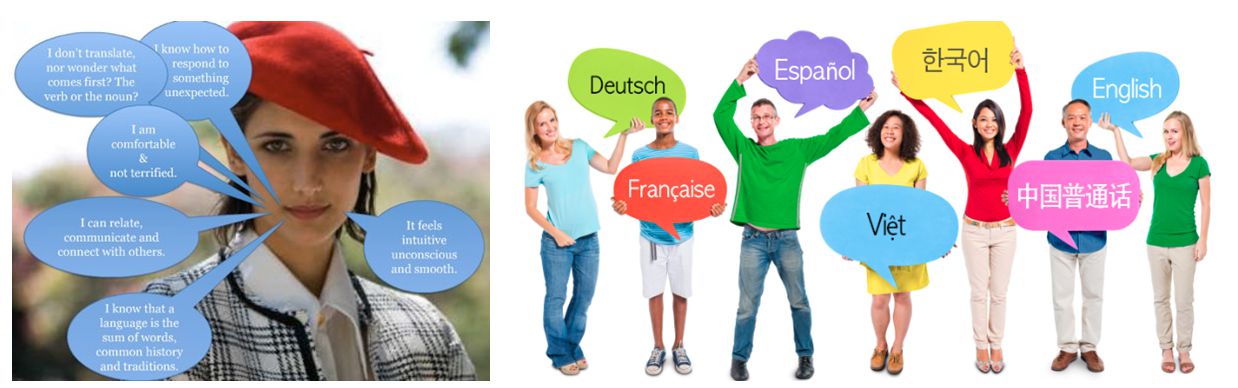 I don't translate,
nor wonder what
comes first? The
verb or the noun?
I know how to
respond to
something
unexpected.
I am
comfortable
&
not terrified.
I can relate,
communicate and
connect with others.
It feels
intuitive
unconscious
and smooth.
I know that a
language is the
sum of words,
common history
and traditions.
Deutsch
Española
Française
Việt
한국어
中国普通话
English